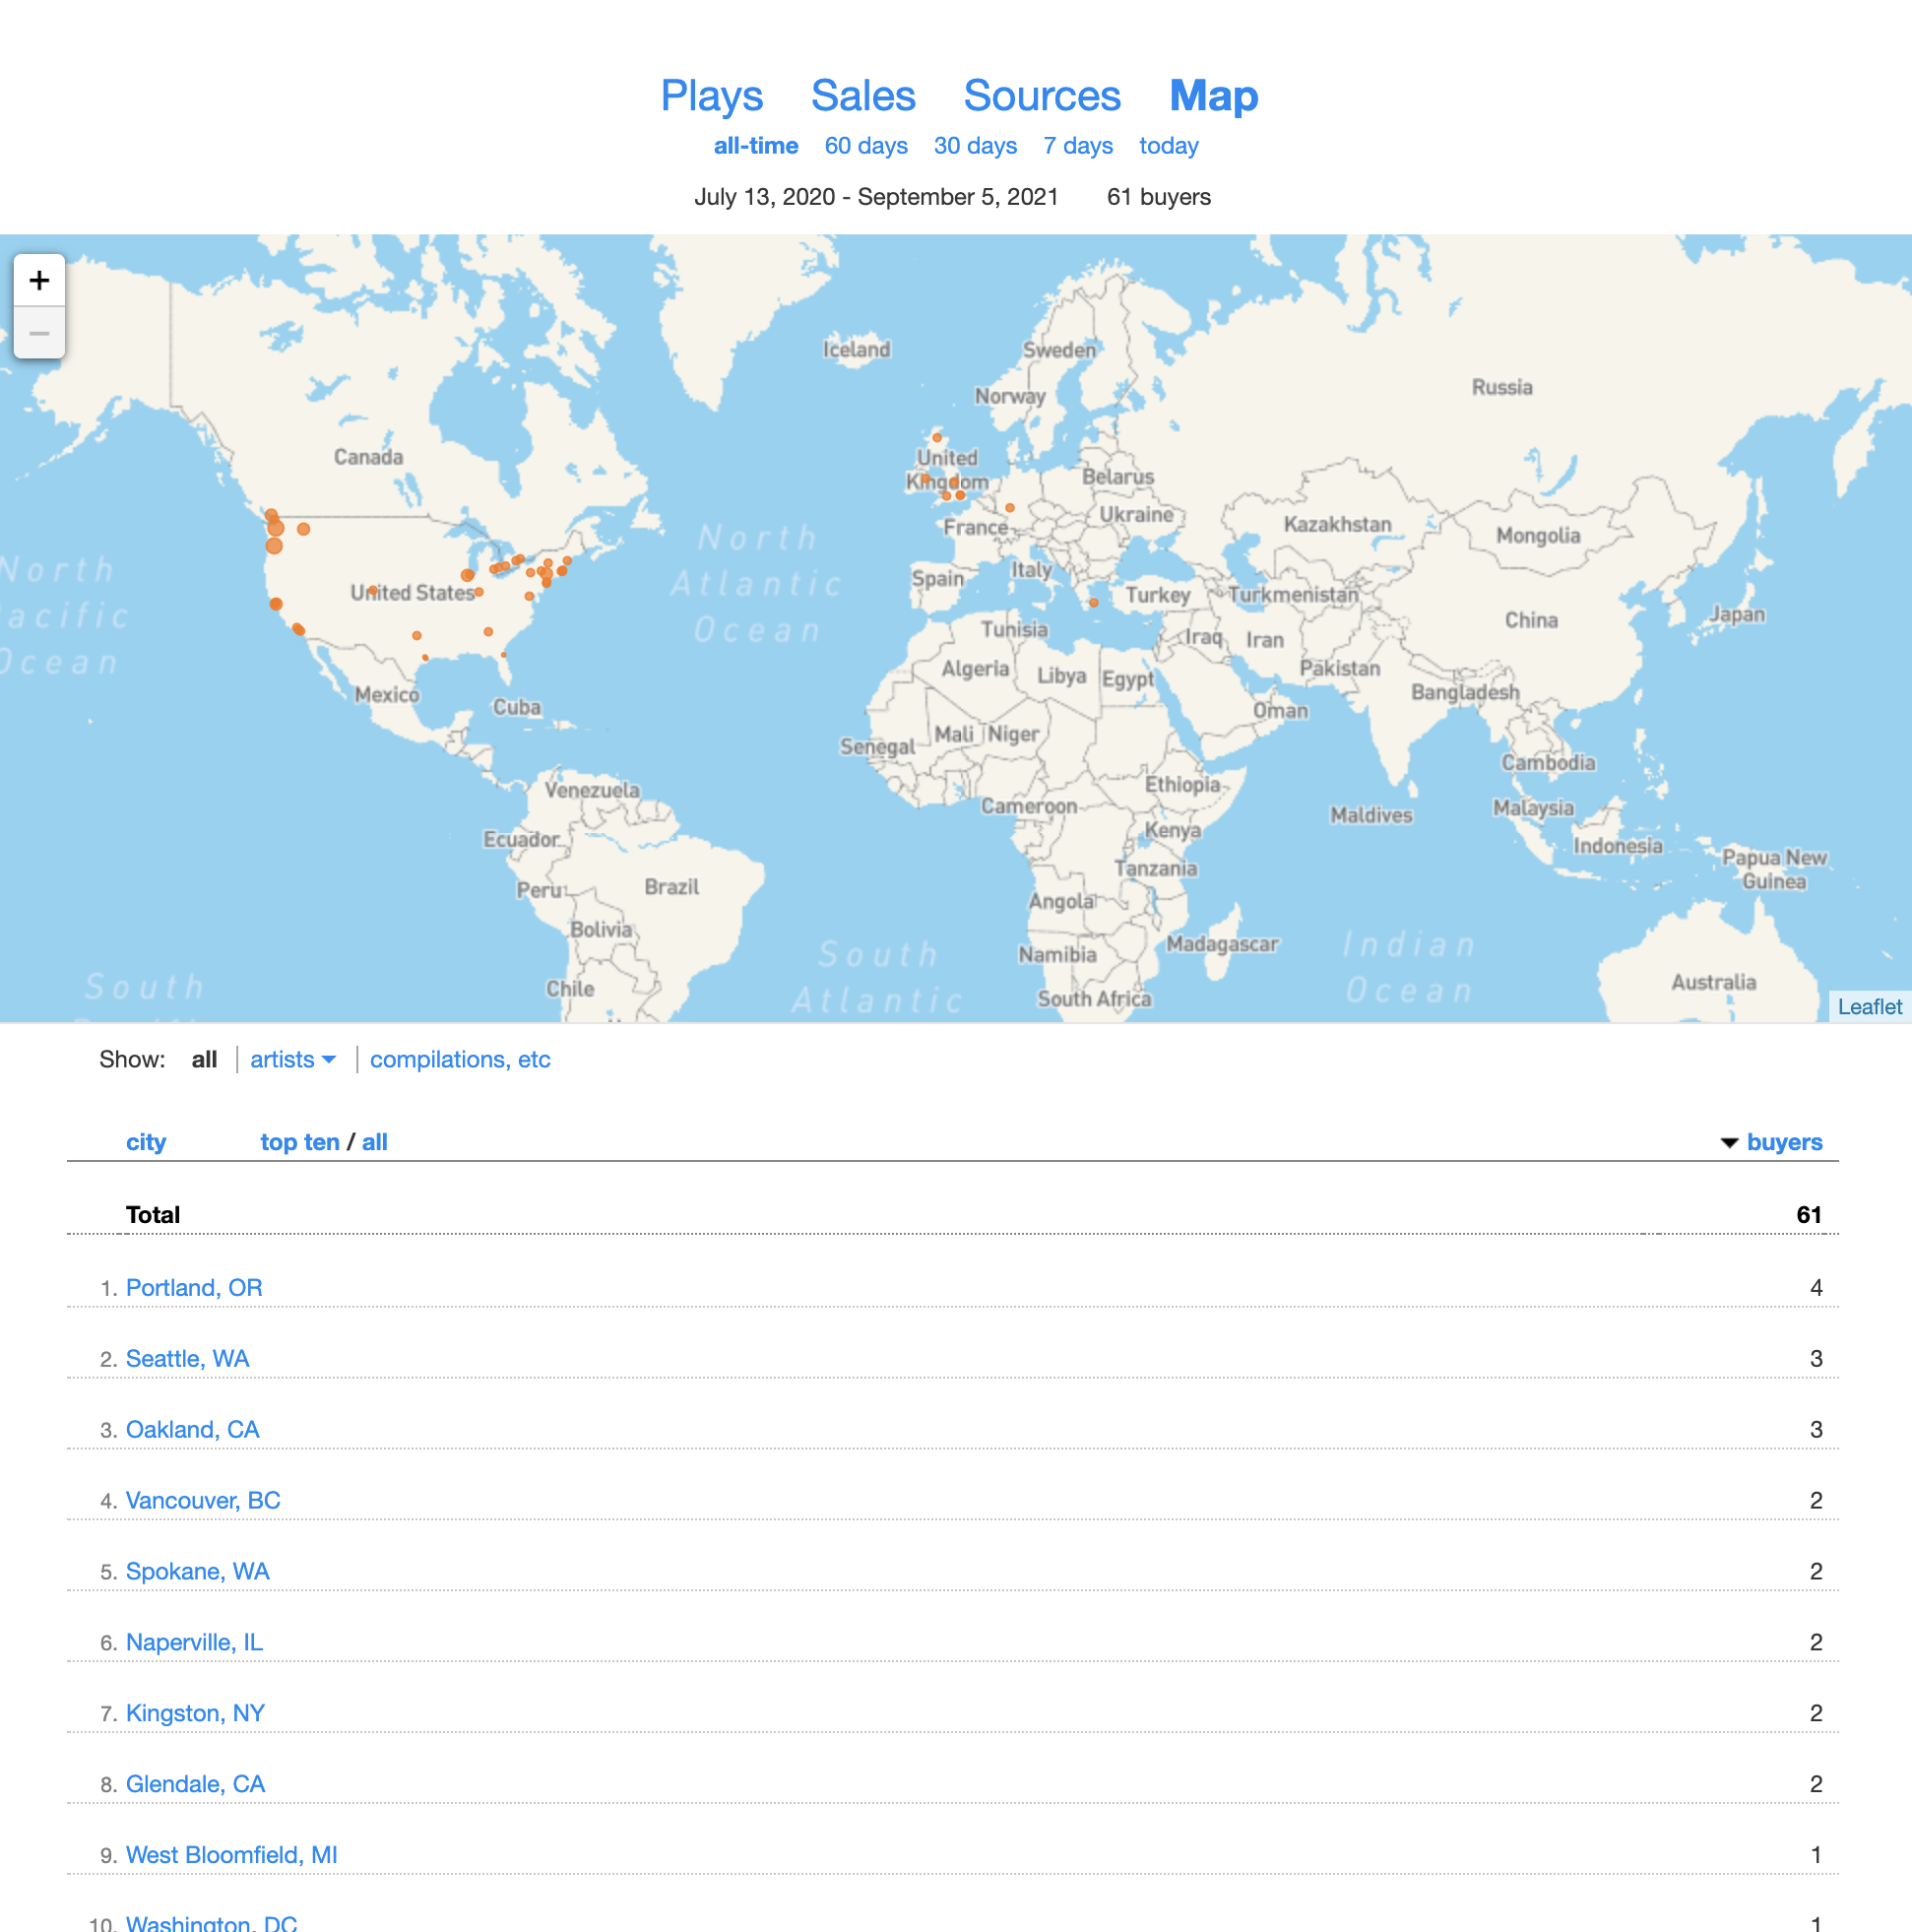 Plays Sales Sources Map
all-time 60 days 30 days 7 days today
July 13, 2020 - September 5, 2021 61 buyers
+
−
Iceland
Sweden
Russia
Norway
Canada
United
Kingdom
Belarus
Ukraine
France
Kazakhstan
Mongolia
North
Atlantic
Ocean
North
acific
Ocean
United States
Spain
Italy
Turkey
Turkmenistan
China
Japan
Tunisia
Iraq
Iran
Algeria
Libya
Egypt
Pakistan
Mexico
Cuba
Bangladesh
Oman
Senegal
Mali
Niger
Cambodia
Venezuela
Ethiopia
Cameroon
Maldives
Malaysia
Ecuador
Kenya
Indonesia
Papua New
Guinea
Peru
Brazil
Tanzania
Angola
Bolivia
Namibia
Madagascar
Indian
Ocean
South
Atlantic
South
Chile
South Africa
Australia
Leaflet
Show: all artists compilations, etc
city top ten / all buyers
Total 61
1. Portland, OR 4
2. Seattle, WA 3
3. Oakland, CA 3
4. Vancouver, BC 2
5. Spokane, WA 2
6. Naperville, IL 2
7. Kingston, NY 2
8. Glendale, CA 2
9. West Bloomfield, MI 1
10. Washington, DC 1